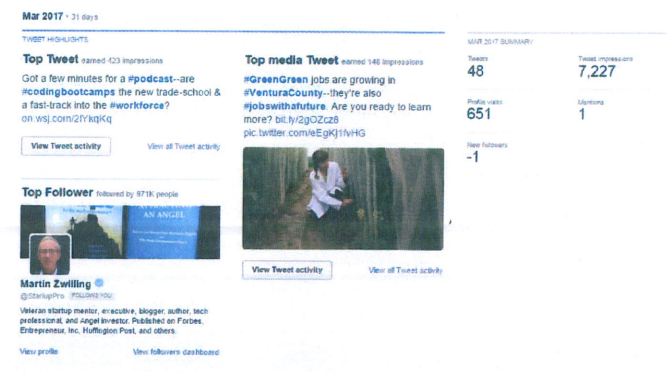 Mar 2017 • 31 days
TWEET HIGHLIGHTS
Top Tweet earned 423 impressions
Got a few minutes for a #podcast--are
#codingbootcamps the new trade-school &
a fast-track into the #workforce?
on.wsj.com/2fYkqKq
View Tweet activity
View all Tweet activity
Top Follower followed by 871K people
AN ANGEL
Martin Zwilling
@StartupPro FOLLOWS YOU
Veteran startup mentor, executive, blogger, author, tech
professional, and Angel investor. Published on Forbes,
Entrepreneur, Inc, Huffington Post, and others.
View profile
View followers dashboard
Top media Tweet earned 146 impressions
#GreenGreen jobs are growing in
#VenturaCounty--they're also
#jobswithafuture. Are you ready to learn
more? bit.ly/2gOZcz8
pic.twitter.com/eEgKj1fvHG
View Tweet activity
View all Tweet activity
MAR 2017 SUMMARY
Tweets
48
Tweet impressions
7,227
Profile visits
651
Mentions
1
New followers
-1